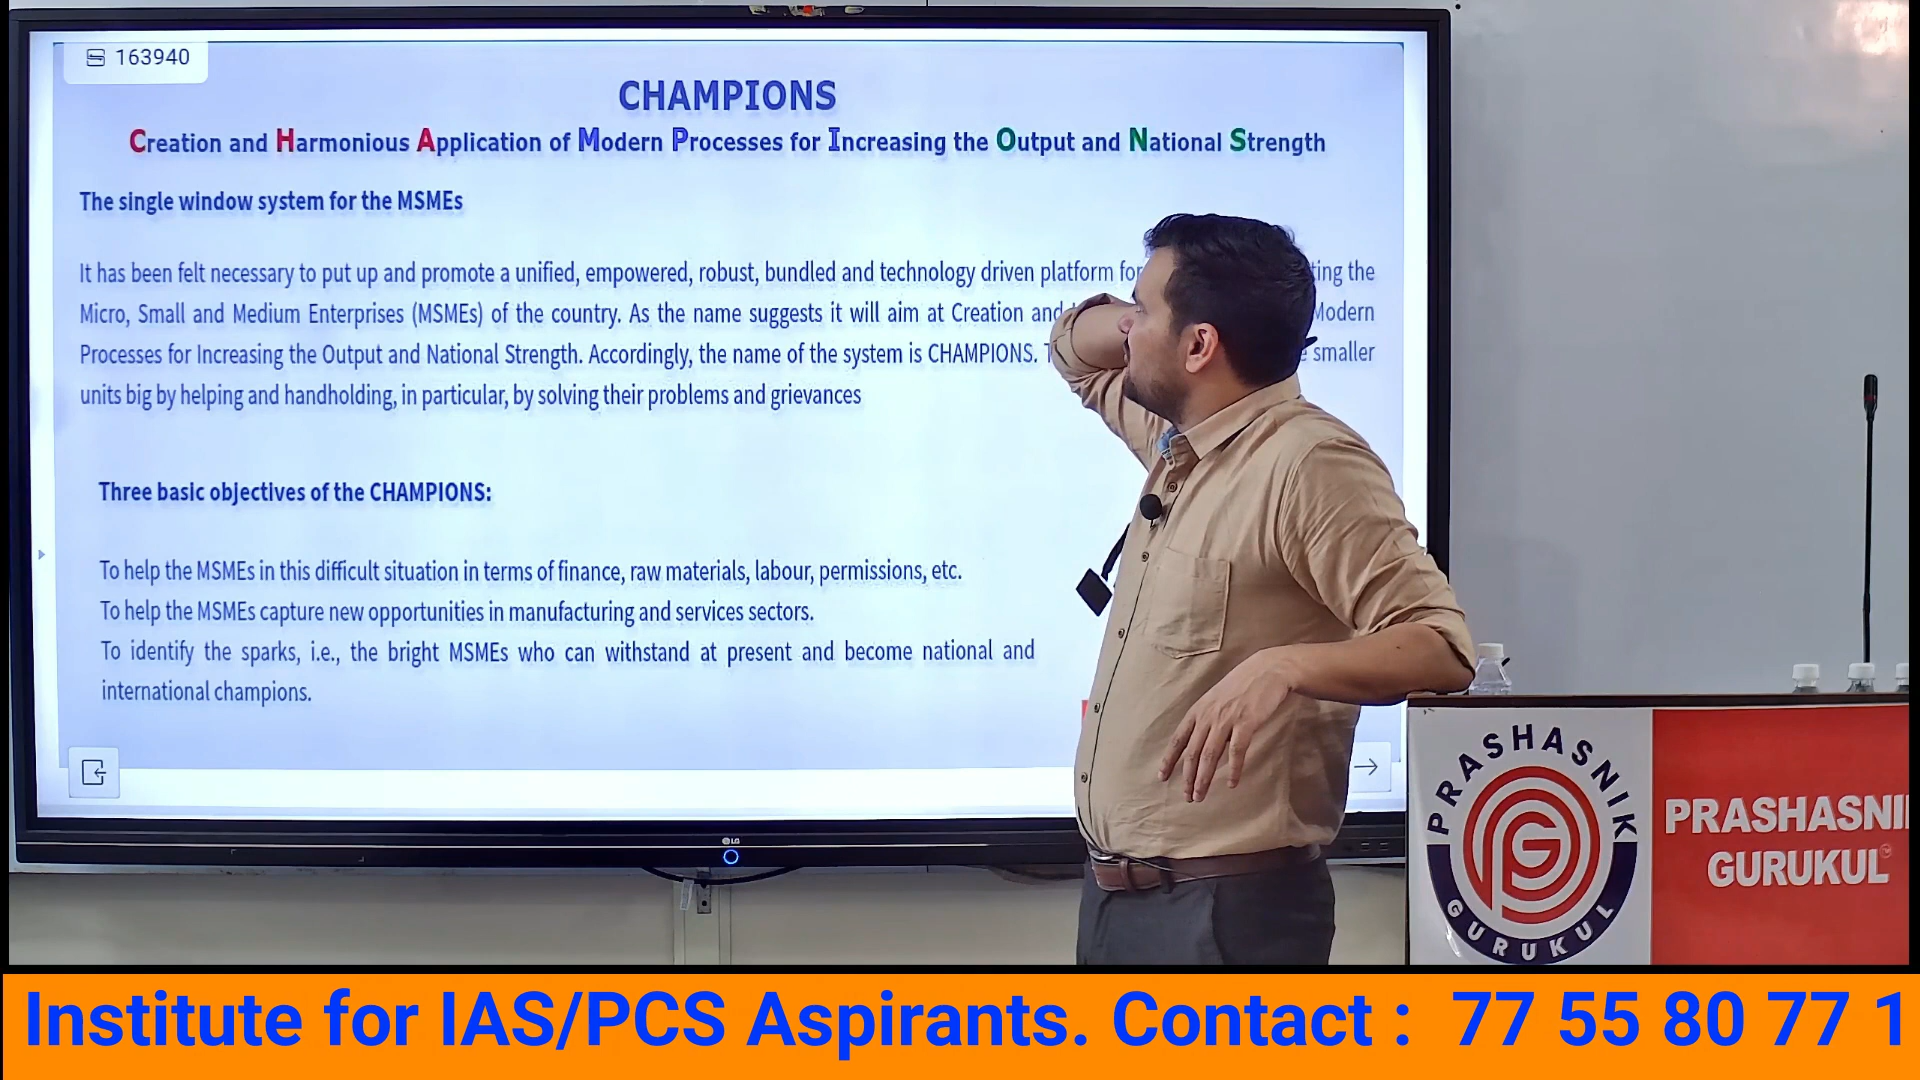 163940
CHAMPIONS
Creation and Harmonious Application of Modern Processes for Increasing the Output and National Strength
The single window system for the MSMEs
It has been felt necessary to put up and promote a unified, empowered, robust, bundled and technology driven platform for the
Micro, Small and Medium Enterprises (MSMEs) of the country. As the name suggests it will aim at Creation and Modern
Processes for Increasing the Output and National Strength. Accordingly, the name of the system is CHAMPIONS. smaller
units big by helping and handholding, in particular, by solving their problems and grievances
Three basic objectives of the CHAMPIONS:
To help the MSMEs in this difficult situation in terms of finance, raw materials, labour, permissions, etc.
To help the MSMEs capture new opportunities in manufacturing and services sectors.
To identify the sparks, i.e., the bright MSMEs who can withstand at present and become national and
international champions.
LG
PRASHASNIK
GURUKUL
PRASHASNI
GURUKUL
Institute for IAS/PCS Aspirants. Contact : 77 55 80 77 1